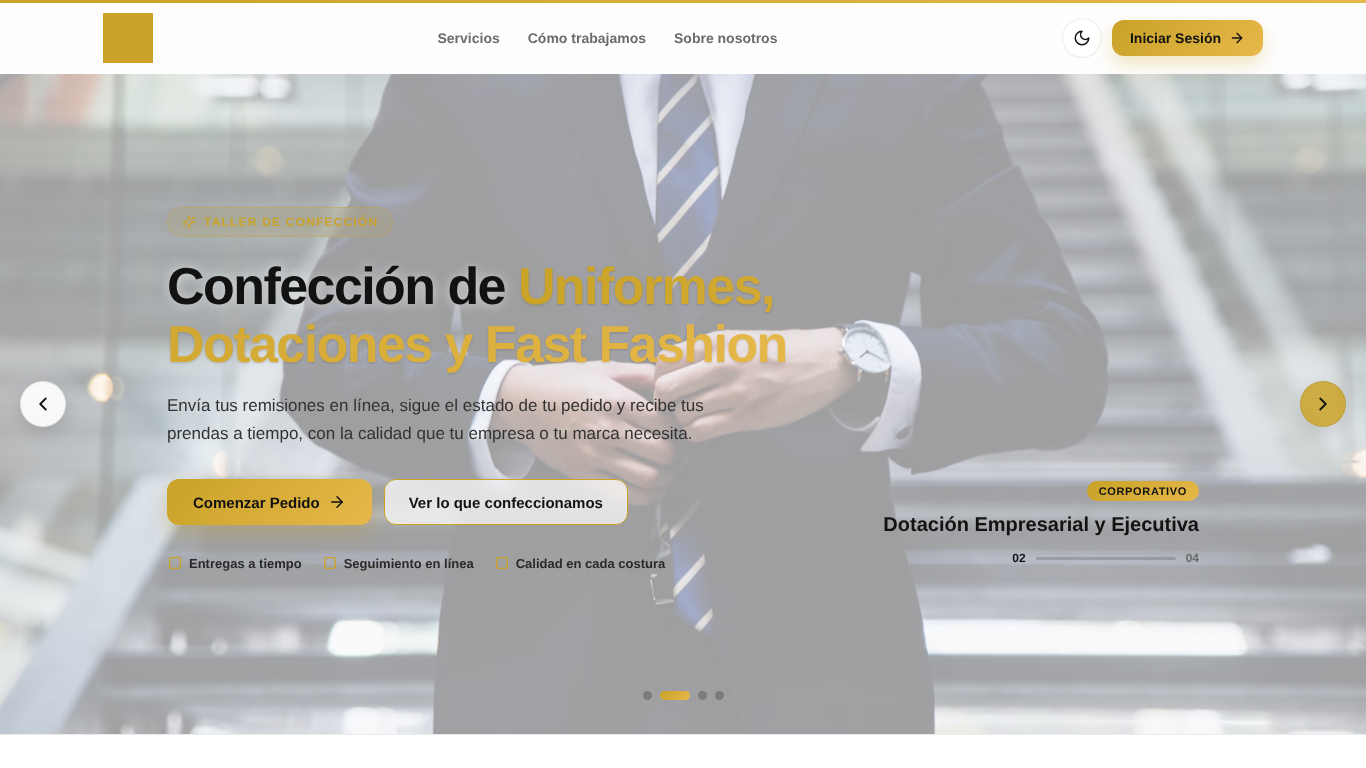 Servicios
Cómo trabajamos
Sobre nosotros
Iniciar Sesión
TALLER DE CONFECCIÓN
Confección de Uniformes,
Dotaciones y Fast Fashion
Envía tus remisiones en línea, sigue el estado de tu pedido y recibe tus
prendas a tiempo, con la calidad que tu empresa o tu marca necesita.
Comenzar Pedido
Ver lo que confeccionamos
Entregas a tiempo
Seguimiento en línea
Calidad en cada costura
CORPORATIVO
Dotación Empresarial y Ejecutiva
02
04